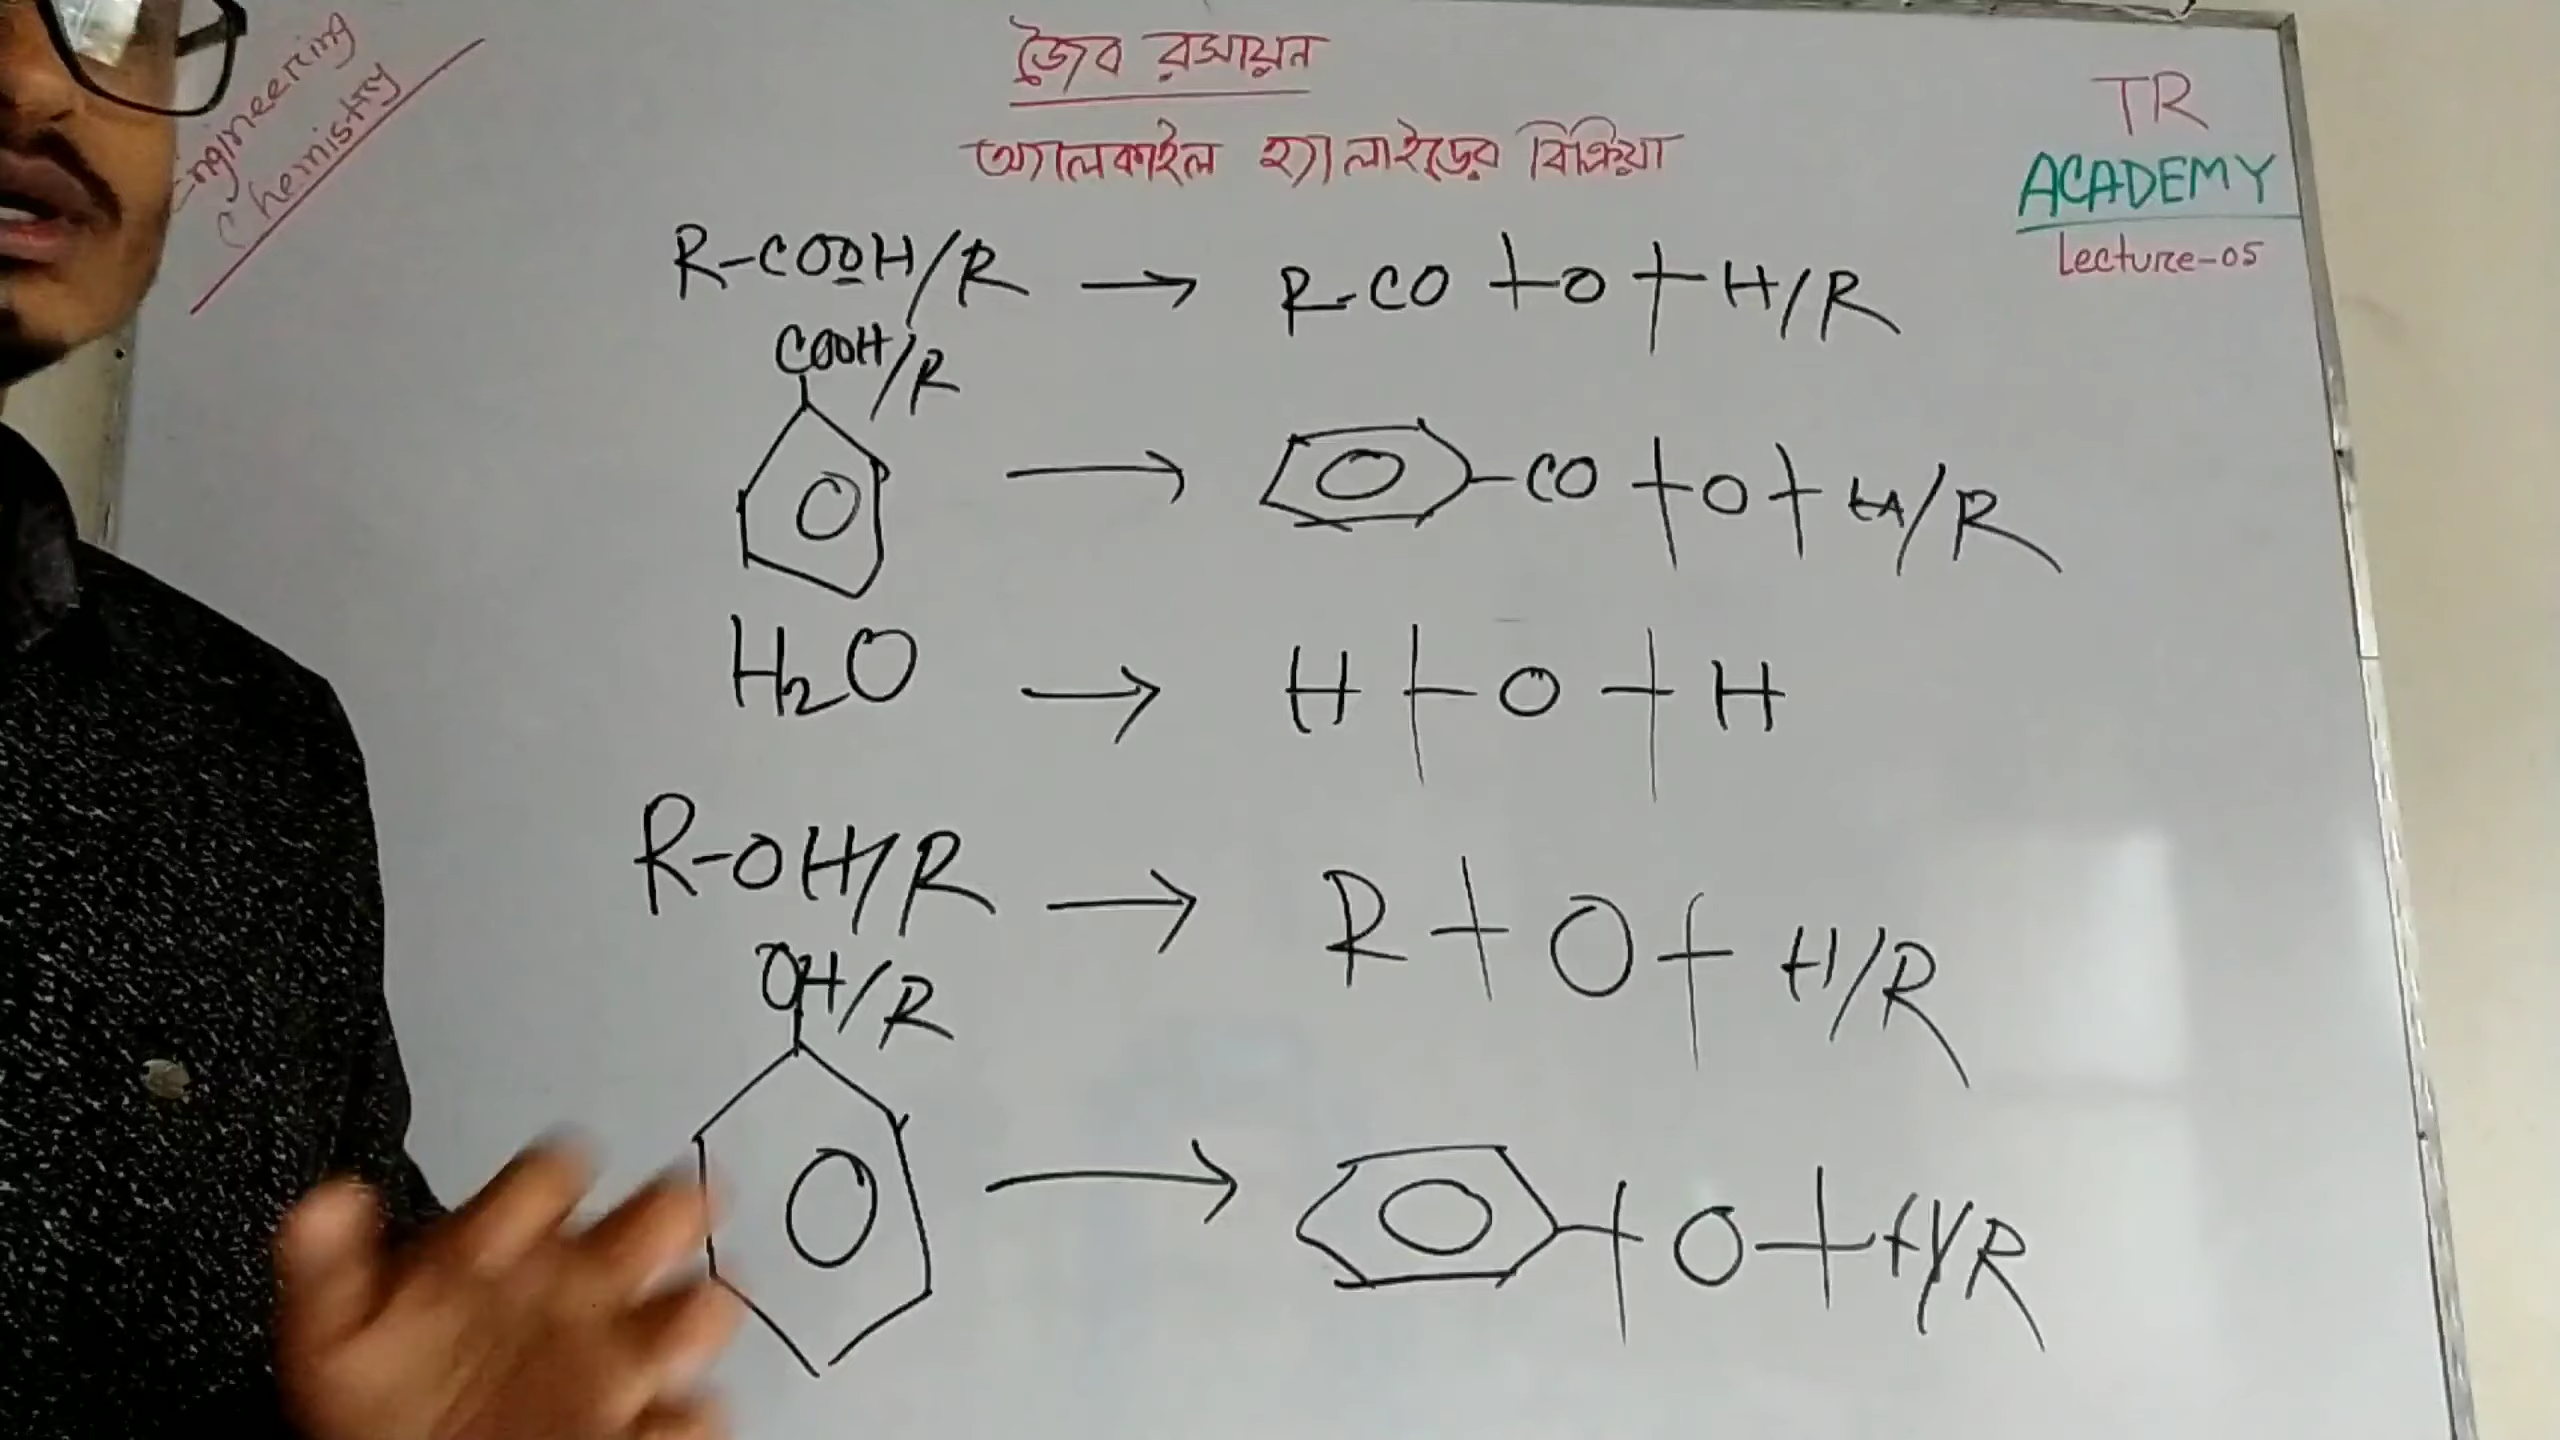 Engineering
Chemistry
জৈব রসায়ন
অ্যালকাইল হ্যালাইডের বিক্রিয়া
TR
ACADEMY
Lecture-05
R-COOH/R → R-CO + O + H/R
COOH/R
→ -CO + O + H/R
H₂O → H + O + H
R-OH/R → R + O + H/R
OH/R
→ + O + H/R